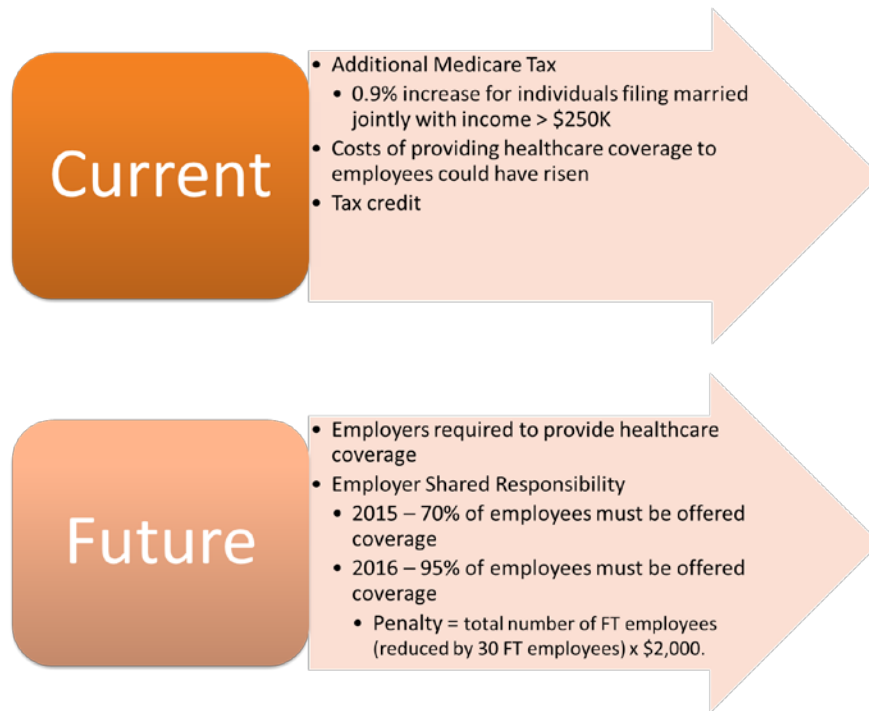 Current
• Additional Medicare Tax
• 0.9% increase for individuals filing married
jointly with income > $250K
• Costs of providing healthcare coverage to
employees could have risen
• Tax credit
Future
• Employers required to provide healthcare
coverage
• Employer Shared Responsibility
• 2015 – 70% of employees must be offered
coverage
• 2016 – 95% of employees must be offered
coverage
• Penalty = total number of FT employees
(reduced by 30 FT employees) x $2,000.